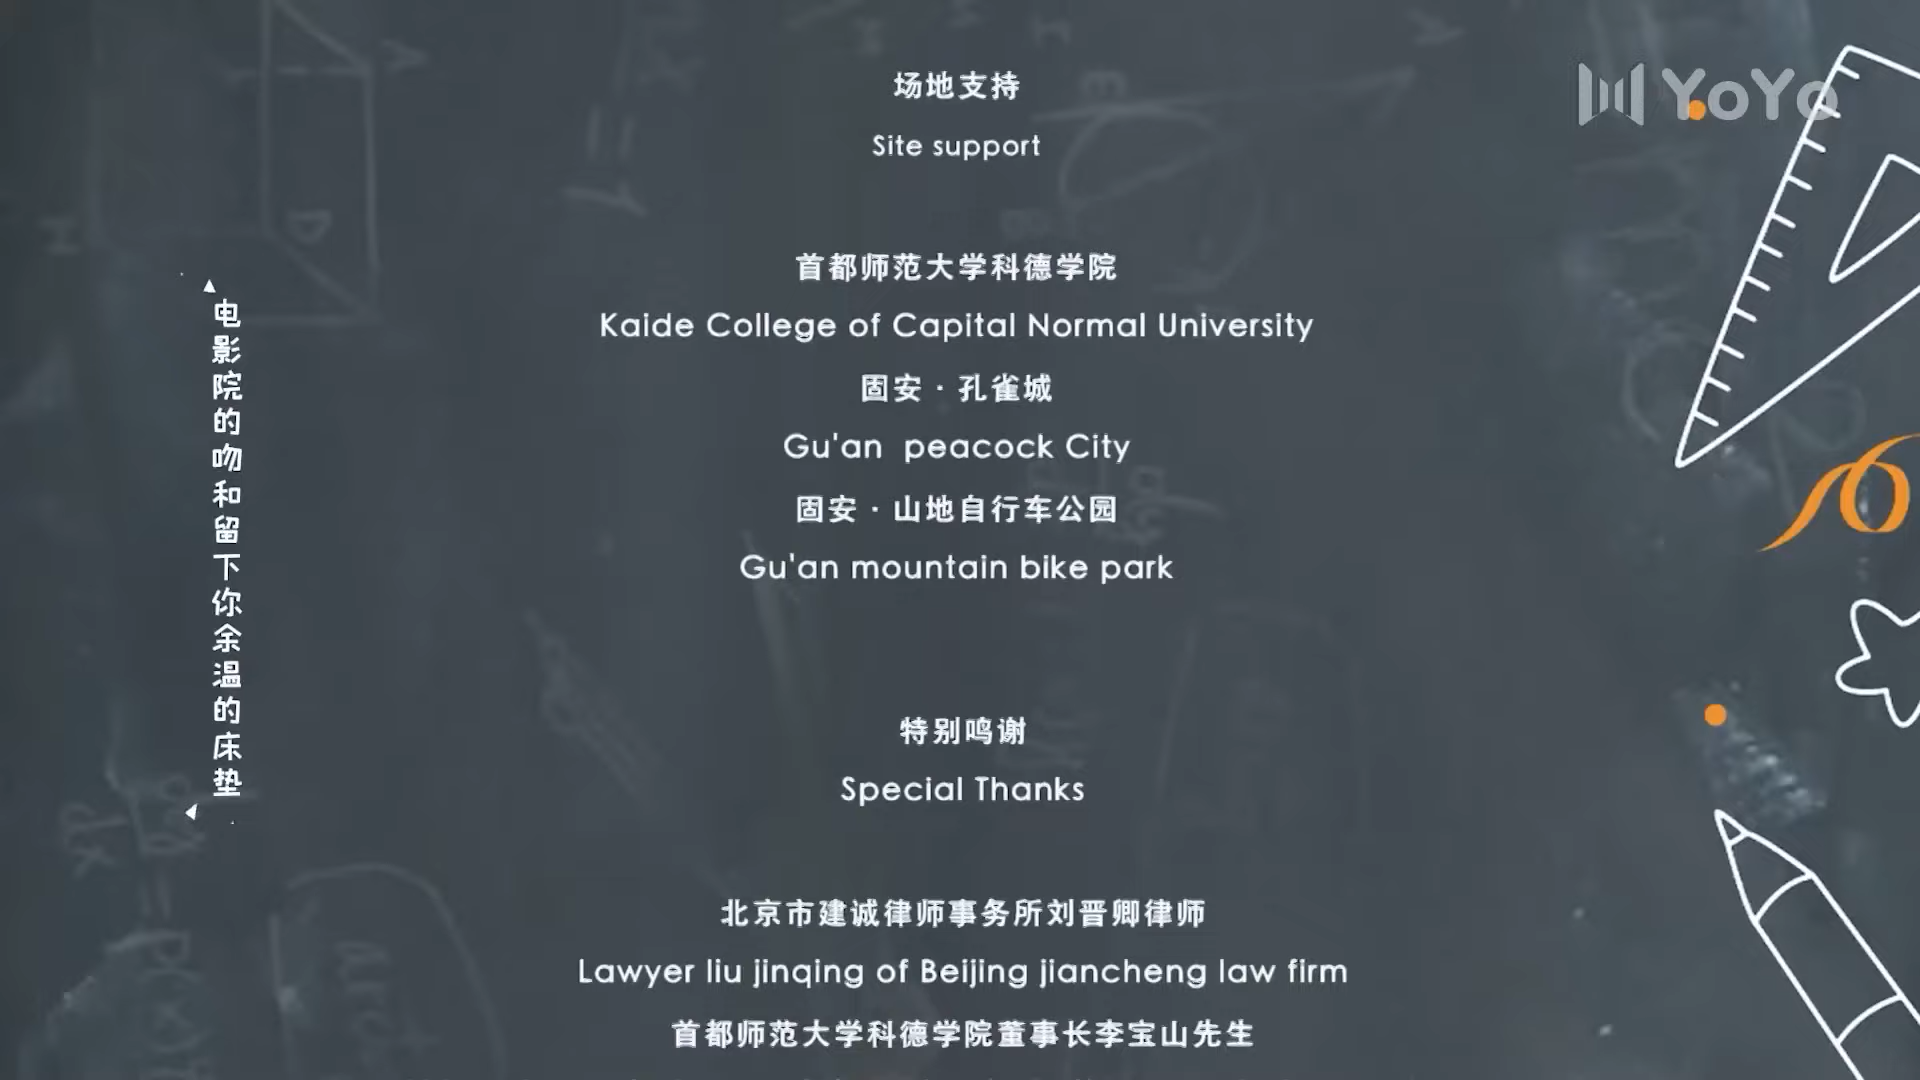 YoYo
场地支持
Site support
首都师范大学科德学院
Kaide College of Capital Normal University
固安·孔雀城
Gu'an peacock City
固安·山地自行车公园
Gu'an mountain bike park
特别鸣谢
Special Thanks
北京市建诚律师事务所刘晋卿律师
Lawyer liu jinqing of Beijing jiancheng law firm
首都师范大学科德学院董事长李宝山先生
电影院的吻和留下你余温的床垫